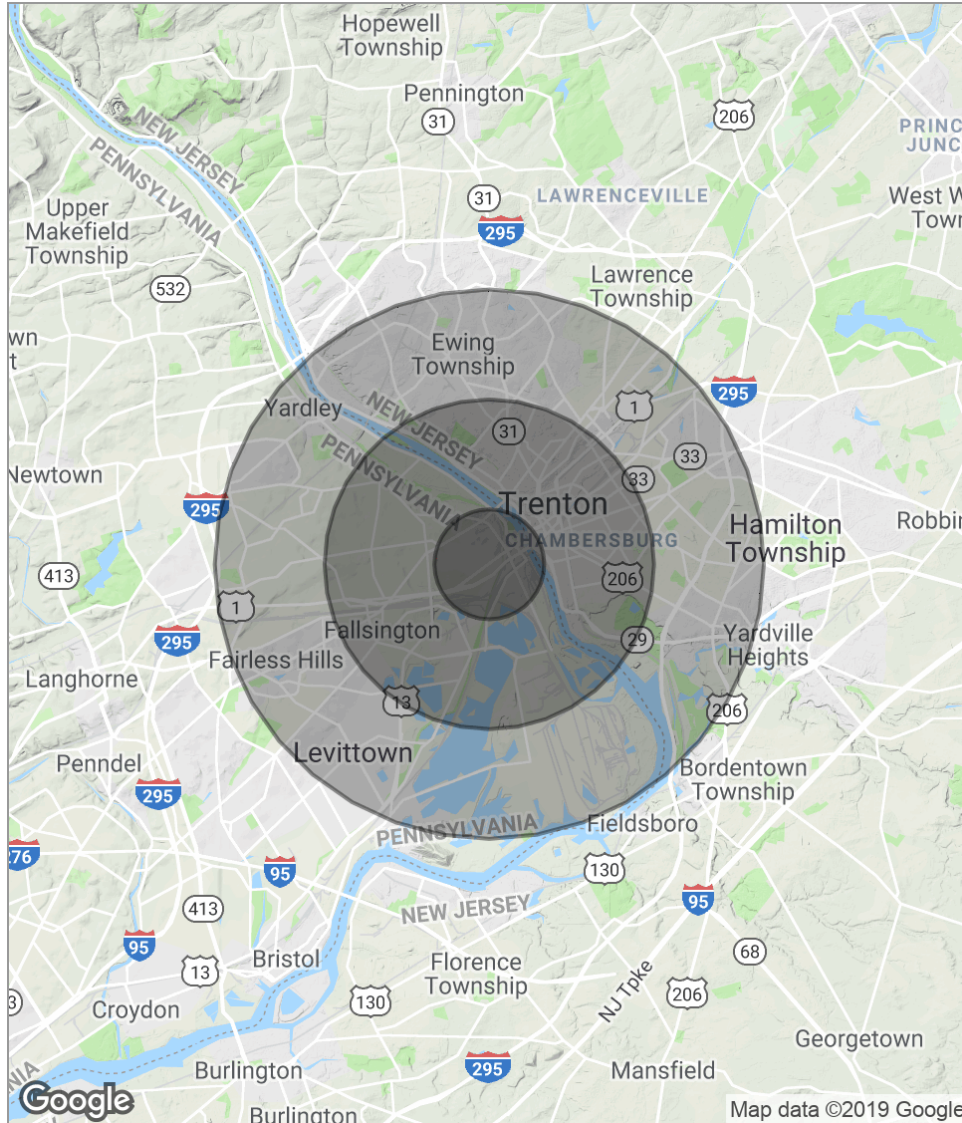 Hopewell
Township
Pennington
31
206
NEW JERSEY
PENNSYLVANIA
PRINC
JUNC
31
LAWRENCEVILLE
West W
Town
Upper
Makefield
Township
295
532
Lawrence
Township
wn
t
Ewing
Township
295
Yardley
NEW JERSEY
PENNSYLVANIA
1
31
33
33
Newtown
295
Trenton
CHAMBERSBURG
Hamilton
Township
Robbin
413
206
1
Fallsington
29
295
Fairless Hills
Yardville
Heights
Langhorne
13
206
Levittown
Penndel
295
Bordentown
Township
PENNSYLVANIA
Fieldsboro
276
95
130
NEW JERSEY
95
413
95
68
Bristol
13
Florence
Township
NJ Tpke
3
Croydon
130
206
Georgetown
NIA
Burlington
295
Mansfield
Google
Burlington
Map data ©2019 Google